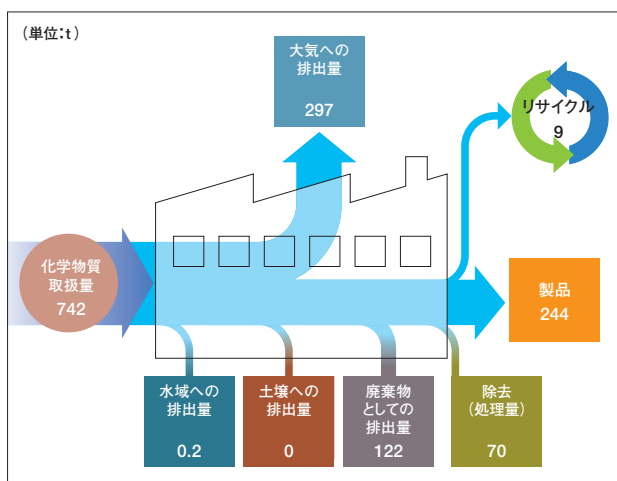 (単位:t)
大気への
排出量
297
リサイクル
9
化学物質
取扱量
742
製品
244
水域への
排出量
0.2
土壌への
排出量
0
廃棄物
としての
排出量
122
除去
(処理量)
70